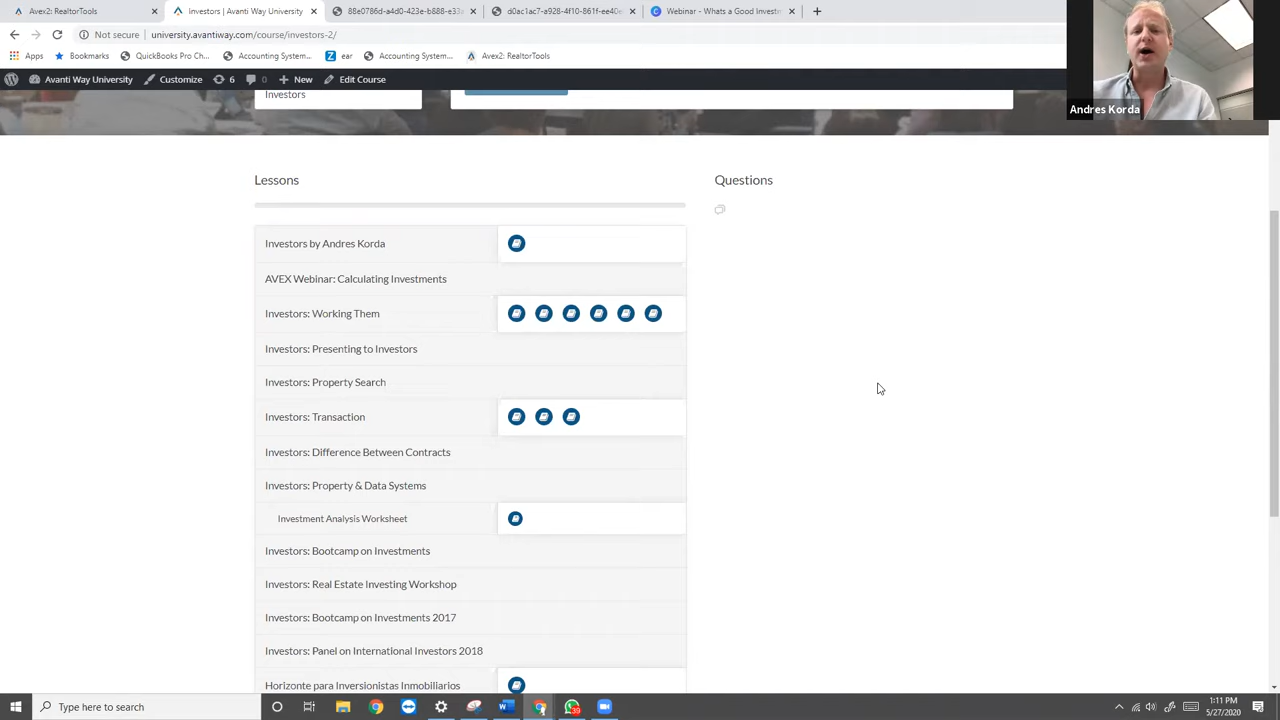 Avex2: RealtorTools
Investors | Avanti Way University
88e0786d-a4d0-423e-b888-e33a
d0ac1ac7-a928-4f10-861f-ee40e
Webinar - Whats a Good Investm
Not secure
university.avantiway.com/course/investors-2/
Apps
Bookmarks
QuickBooks Pro Ch...
Accounting System...
ear
Accounting System...
Avex2: RealtorTools
Avanti Way University
Customize
6
0
New
Edit Course
Andres Korda
Investors
Lessons
Questions
Investors by Andres Korda
AVEX Webinar: Calculating Investments
Investors: Working Them
Investors: Presenting to Investors
Investors: Property Search
Investors: Transaction
Investors: Difference Between Contracts
Investors: Property & Data Systems
Investment Analysis Worksheet
Investors: Bootcamp on Investments
Investors: Real Estate Investing Workshop
Investors: Bootcamp on Investments 2017
Investors: Panel on International Investors 2018
Horizonte para Inversionistas Inmobiliarios
Type here to search
39
1:11 PM
5/27/2020